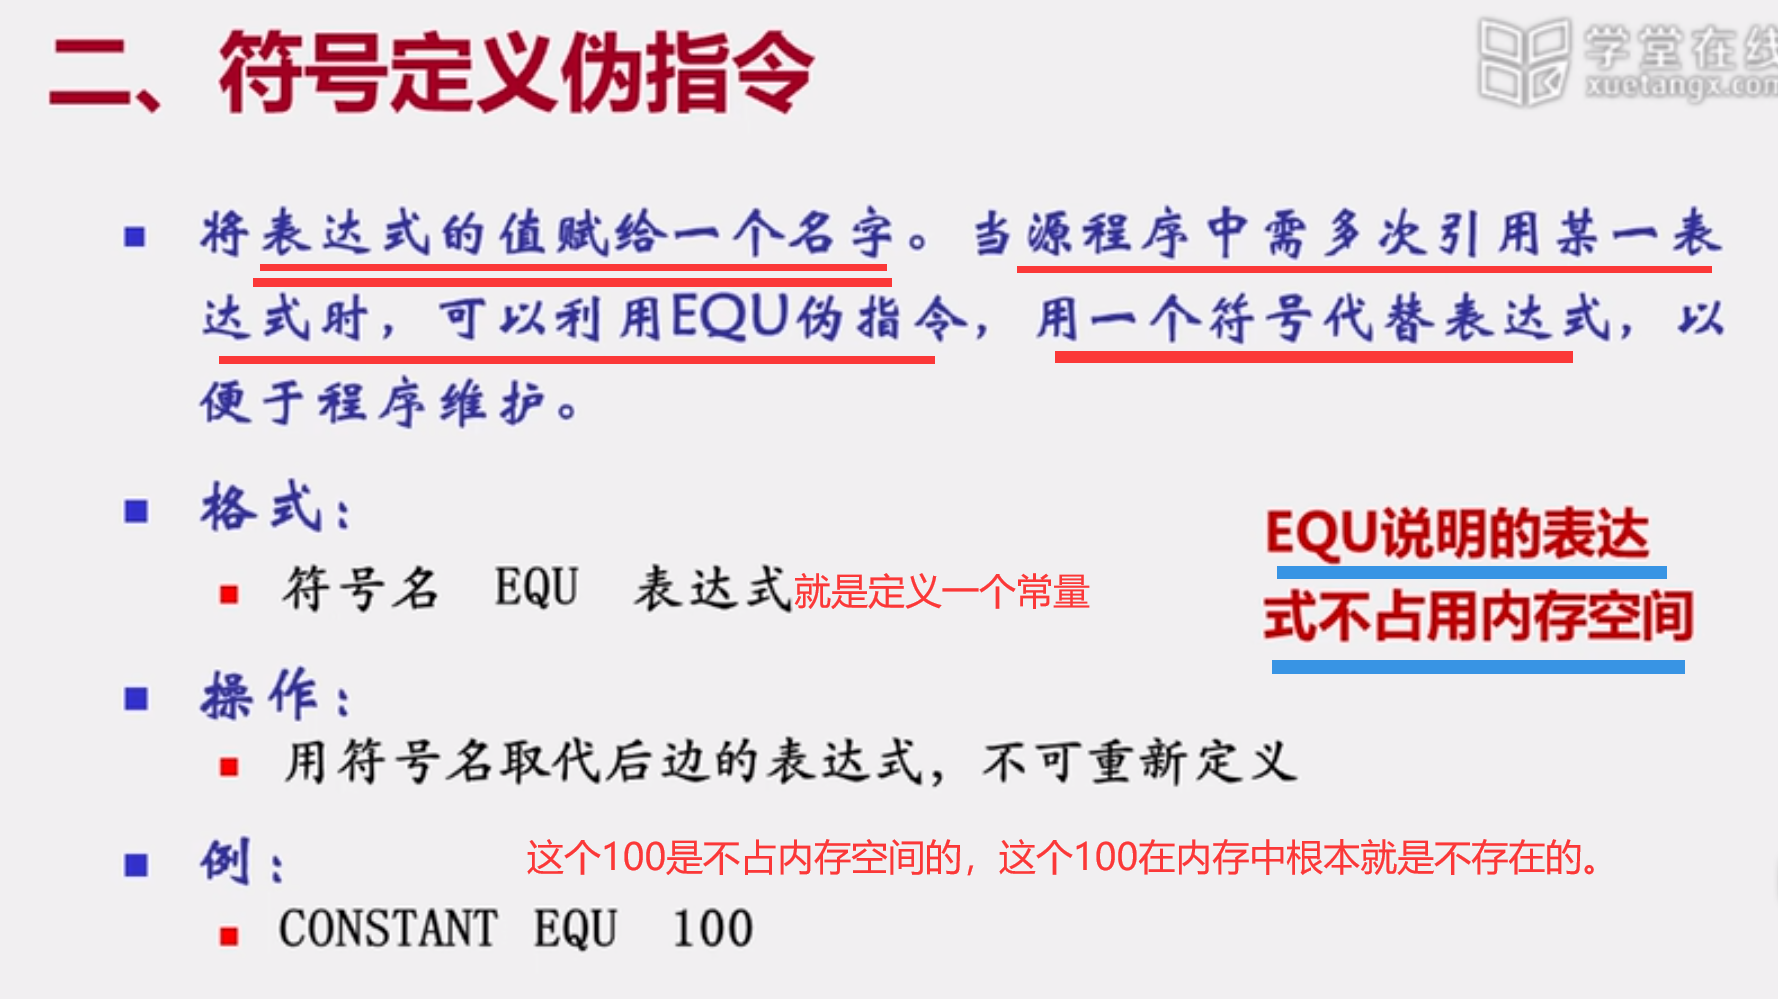 二、符号定义伪指令
学堂在线
xuetangx.com
将表达式的值赋给一个名字。当源程序中需多次引用某一表
达式时，可以利用EQU伪指令，用一个符号代替表达式，以
便于程序维护。
格式：
符号名 EQU 表达式就是定义一个常量
EQU说明的表达
式不占用内存空间
操作：
用符号名取代后边的表达式，不可重新定义
例：
这个100是不占内存空间的，这个100在内存中根本就是不存在的。
CONSTANT EQU 100